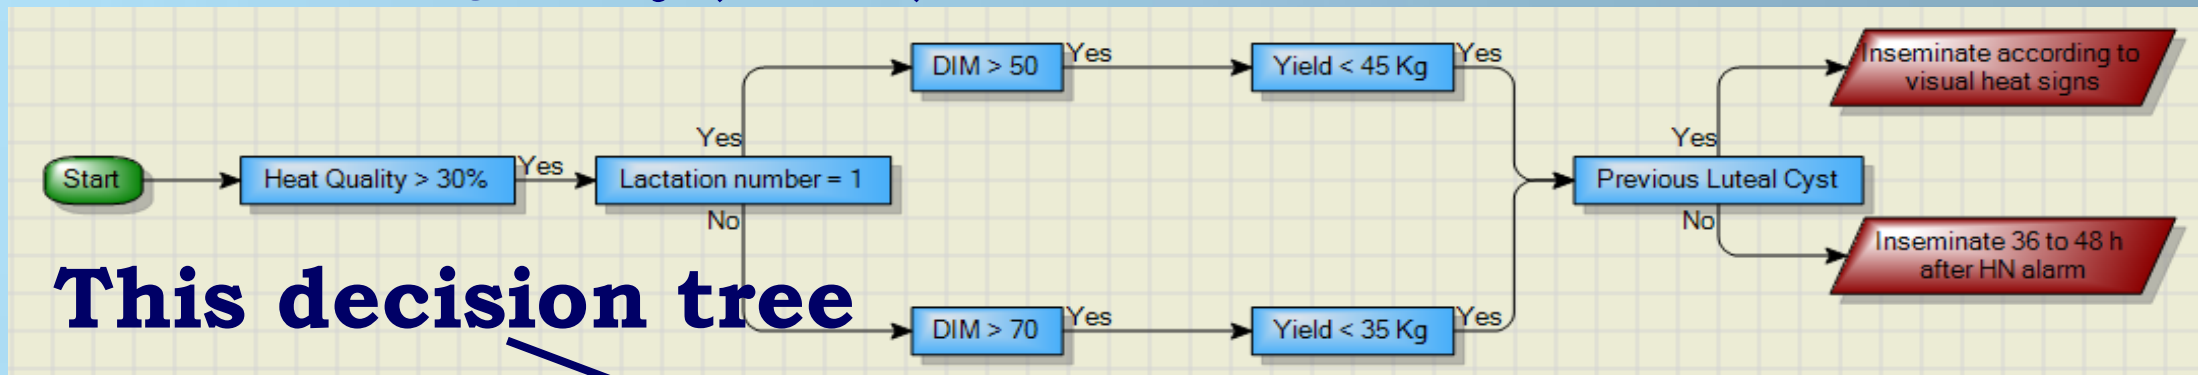 Start
Heat Quality > 30%
Yes
Lactation number = 1
Yes
No
DIM > 50
Yes
Yield < 45 Kg
Yes
DIM > 70
Yes
Yield < 35 Kg
Yes
Previous Luteal Cyst
Yes
No
Inseminate according to
visual heat signs
Inseminate 36 to 48 h
after HN alarm
This decision tree